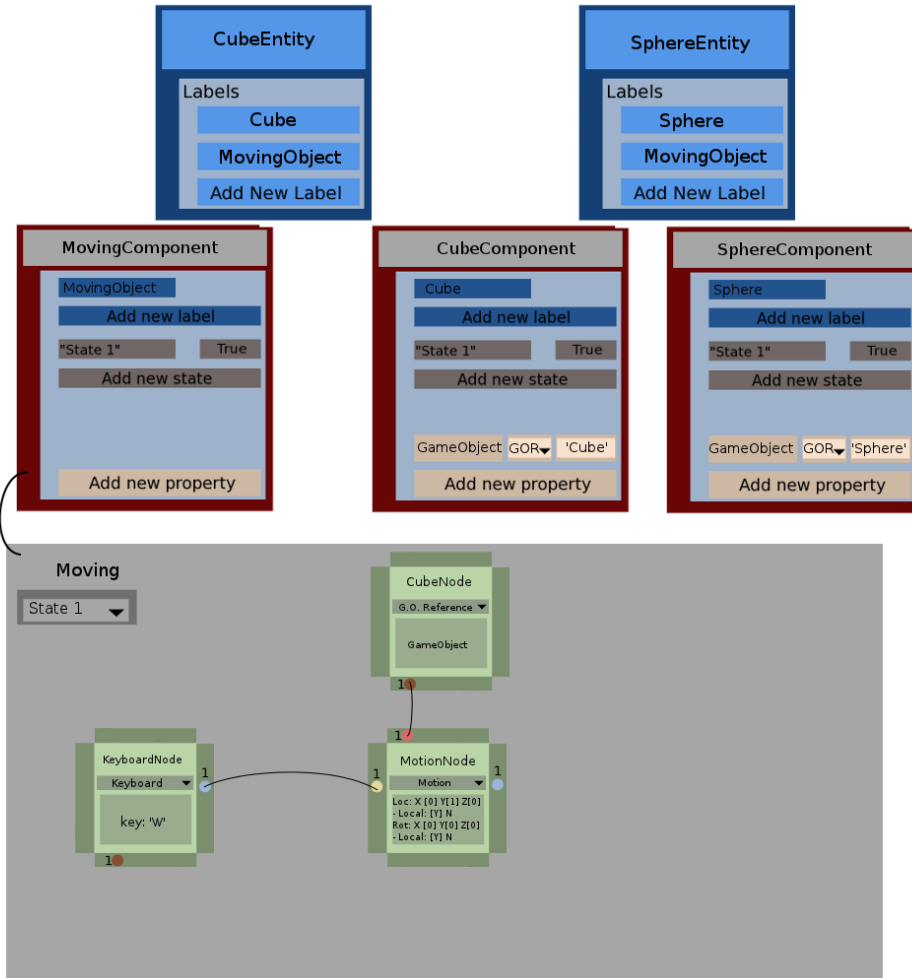 CubeEntity
Labels
Cube
MovingObject
Add New Label
SphereEntity
Labels
Sphere
MovingObject
Add New Label
MovingComponent
MovingObject
Add new label
"State 1" True
Add new state
Add new property
CubeComponent
Cube
Add new label
"State 1" True
Add new state
GameObject GOR 'Cube'
Add new property
SphereComponent
Sphere
Add new label
"State 1" True
Add new state
GameObject GOR 'Sphere'
Add new property
Moving
State 1
CubeNode
G.O. Reference
GameObject
1
KeyboardNode
Keyboard
key: 'W'
1
1
1
1
MotionNode
Motion
Loc: X [0] Y[1] Z[0]
- Local: [Y] N
Rot: X [0] Y[0] Z[0]
- Local: [Y] N
1